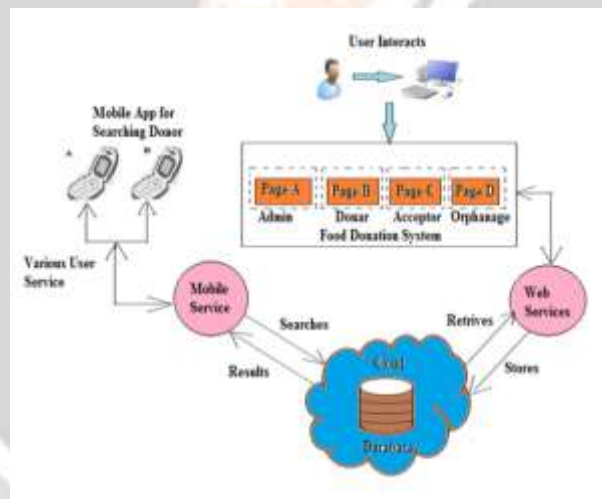 User Interacts
Mobile App for
Searching Donor
A
B
Page A
Page B
Page C
Page D
Admin
Donar
Acceptor
Orphanage
Food Donation System
Various User
Service
Mobile
Service
Web
Services
Searches
Retrives
Results
Stores
Database